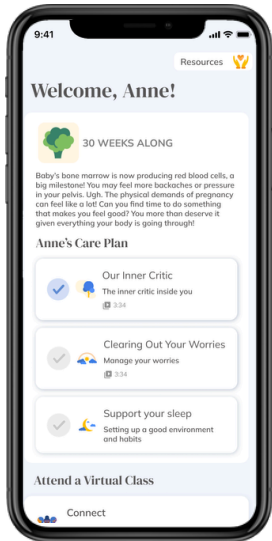 9:41
Resources
Welcome, Anne!
30 WEEKS ALONG
Baby's bone marrow is now producing red blood cells, a
big milestone! You may feel more backaches or pressure
in your pelvis. Ugh. The physical demands of pregnancy
can feel like a lot! Can you find time to do something
that makes you feel good? You more than deserve it
given everything your body is going through!
Anne's Care Plan
Our Inner Critic
The inner critic inside you
3:34
Clearing Out Your Worries
Manage your worries
3:34
Support your sleep
Setting up a good environment
and habits
Attend a Virtual Class
Connect